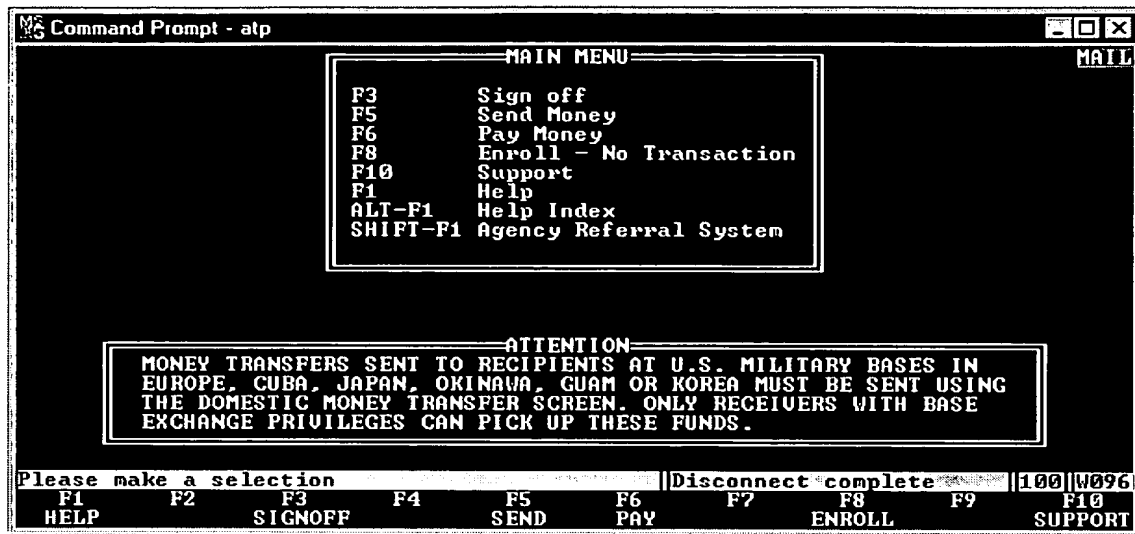 Command Prompt - atp
MAIN MENU
MAIL
F3 Sign off
F5 Send Money
F6 Pay Money
F8 Enroll - No Transaction
F10 Support
F1 Help
ALT-F1 Help Index
SHIFT-F1 Agency Referral System
ATTENTION
MONEY TRANSFERS SENT TO RECIPIENTS AT U.S. MILITARY BASES IN
EUROPE, CUBA, JAPAN, OKINAWA, GUAM OR KOREA MUST BE SENT USING
THE DOMESTIC MONEY TRANSFER SCREEN. ONLY RECEIVERS WITH BASE
EXCHANGE PRIVILEGES CAN PICK UP THESE FUNDS.
Please make a selection Disconnect complete 100 W096
F1 F2 F3 F4 F5 F6 F7 F8 F9 F10
HELP SIGNOFF SEND PAY ENROLL SUPPORT